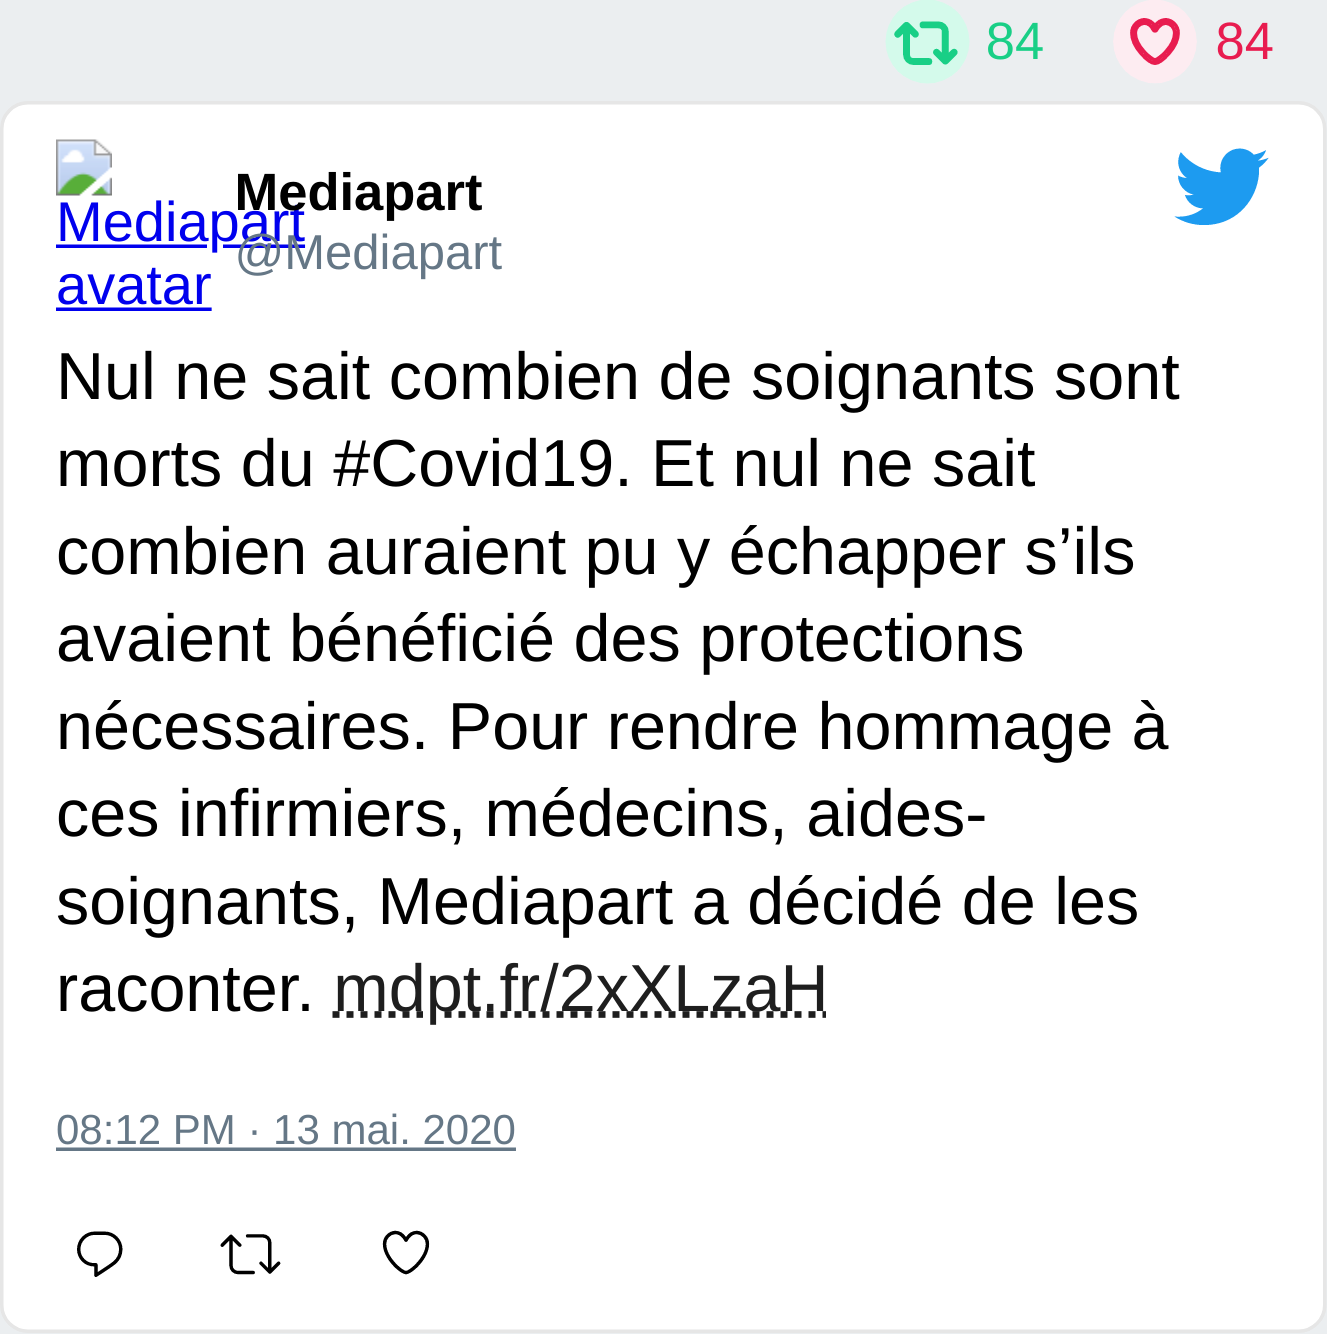 84 84
Mediapart avatar
Mediapart
@Mediapart
Nul ne sait combien de soignants sont
morts du #Covid19. Et nul ne sait
combien auraient pu y échapper s’ils
avaient bénéficié des protections
nécessaires. Pour rendre hommage à
ces infirmiers, médecins, aides-
soignants, Mediapart a décidé de les
raconter. mdpt.fr/2xXLzaH
08:12 PM · 13 mai. 2020